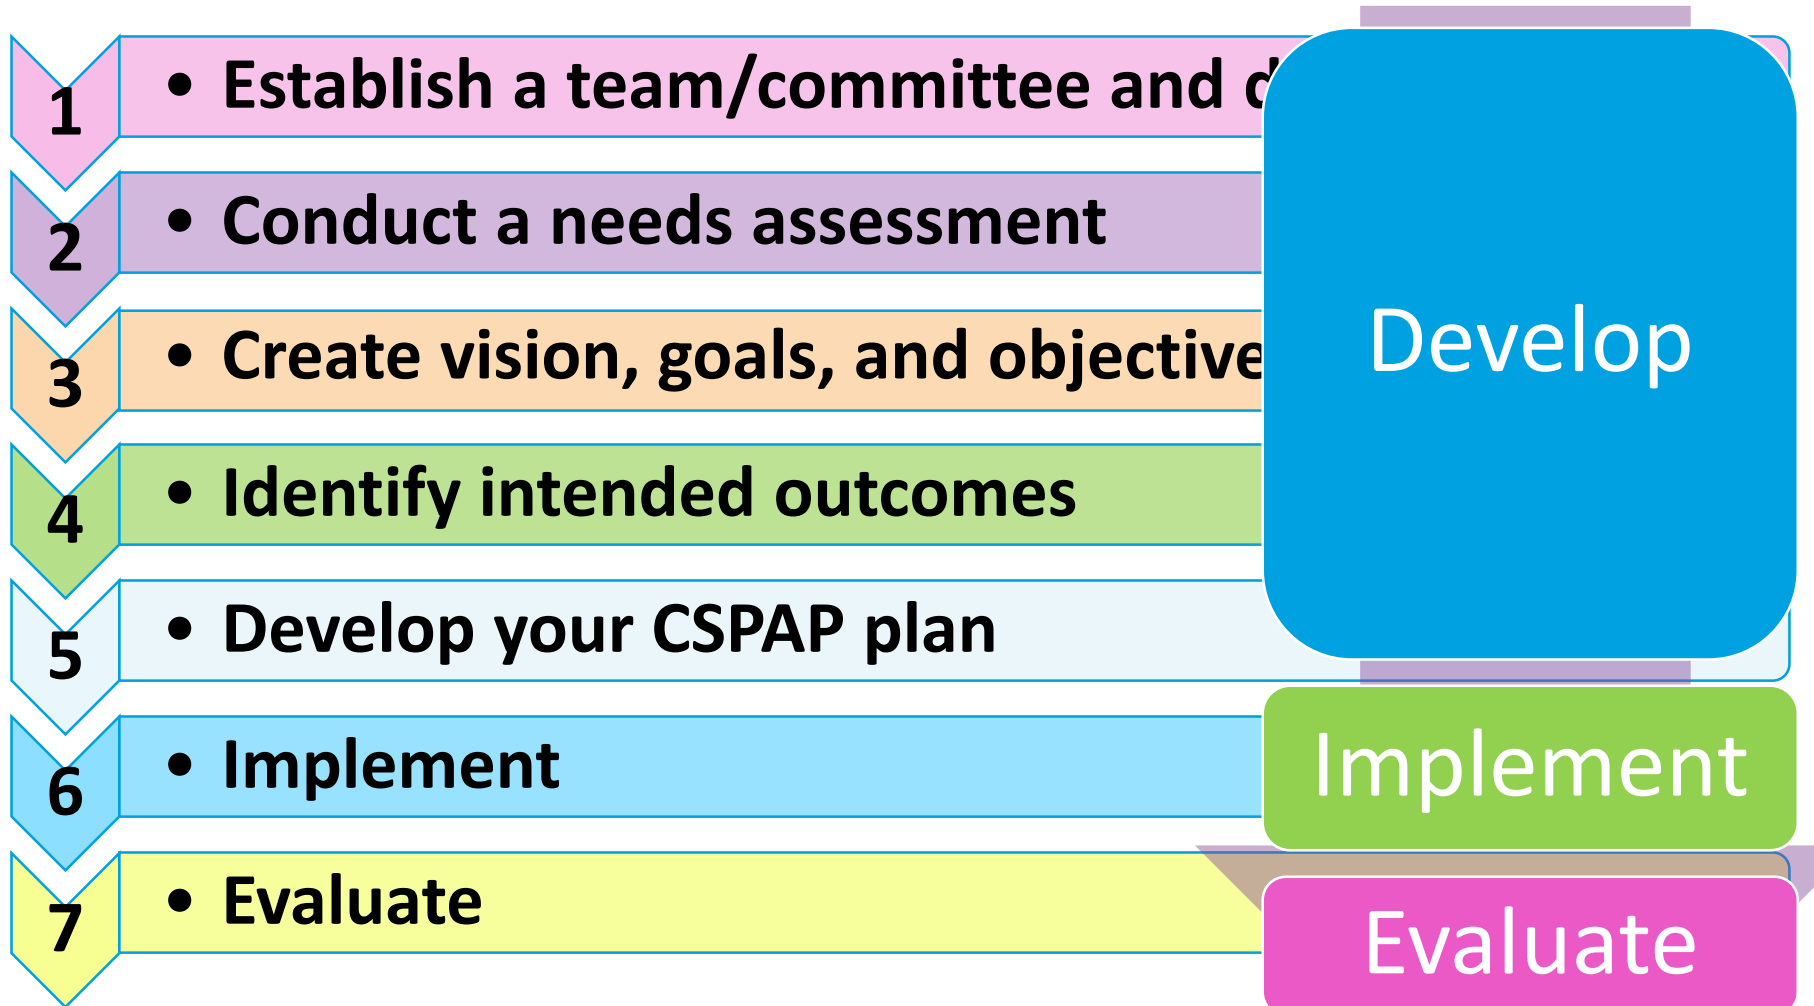 1
• Establish a team/committee and
2
• Conduct a needs assessment
3
• Create vision, goals, and objective
4
• Identify intended outcomes
5
• Develop your CSPAP plan
6
• Implement
7
• Evaluate
Develop
Implement
Evaluate